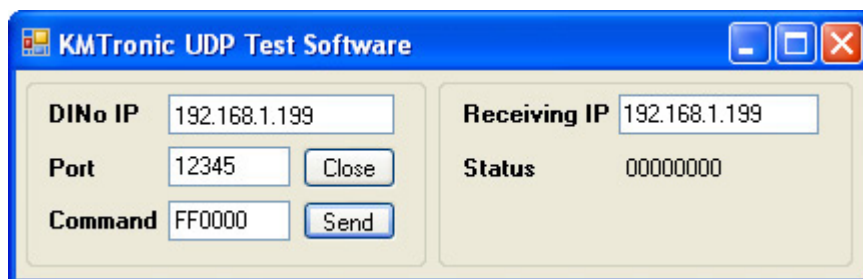 KMTronic UDP Test Software
DINo IP 192.168.1.199
Port 12345 Close
Command FF0000 Send
Receiving IP 192.168.1.199
Status 00000000